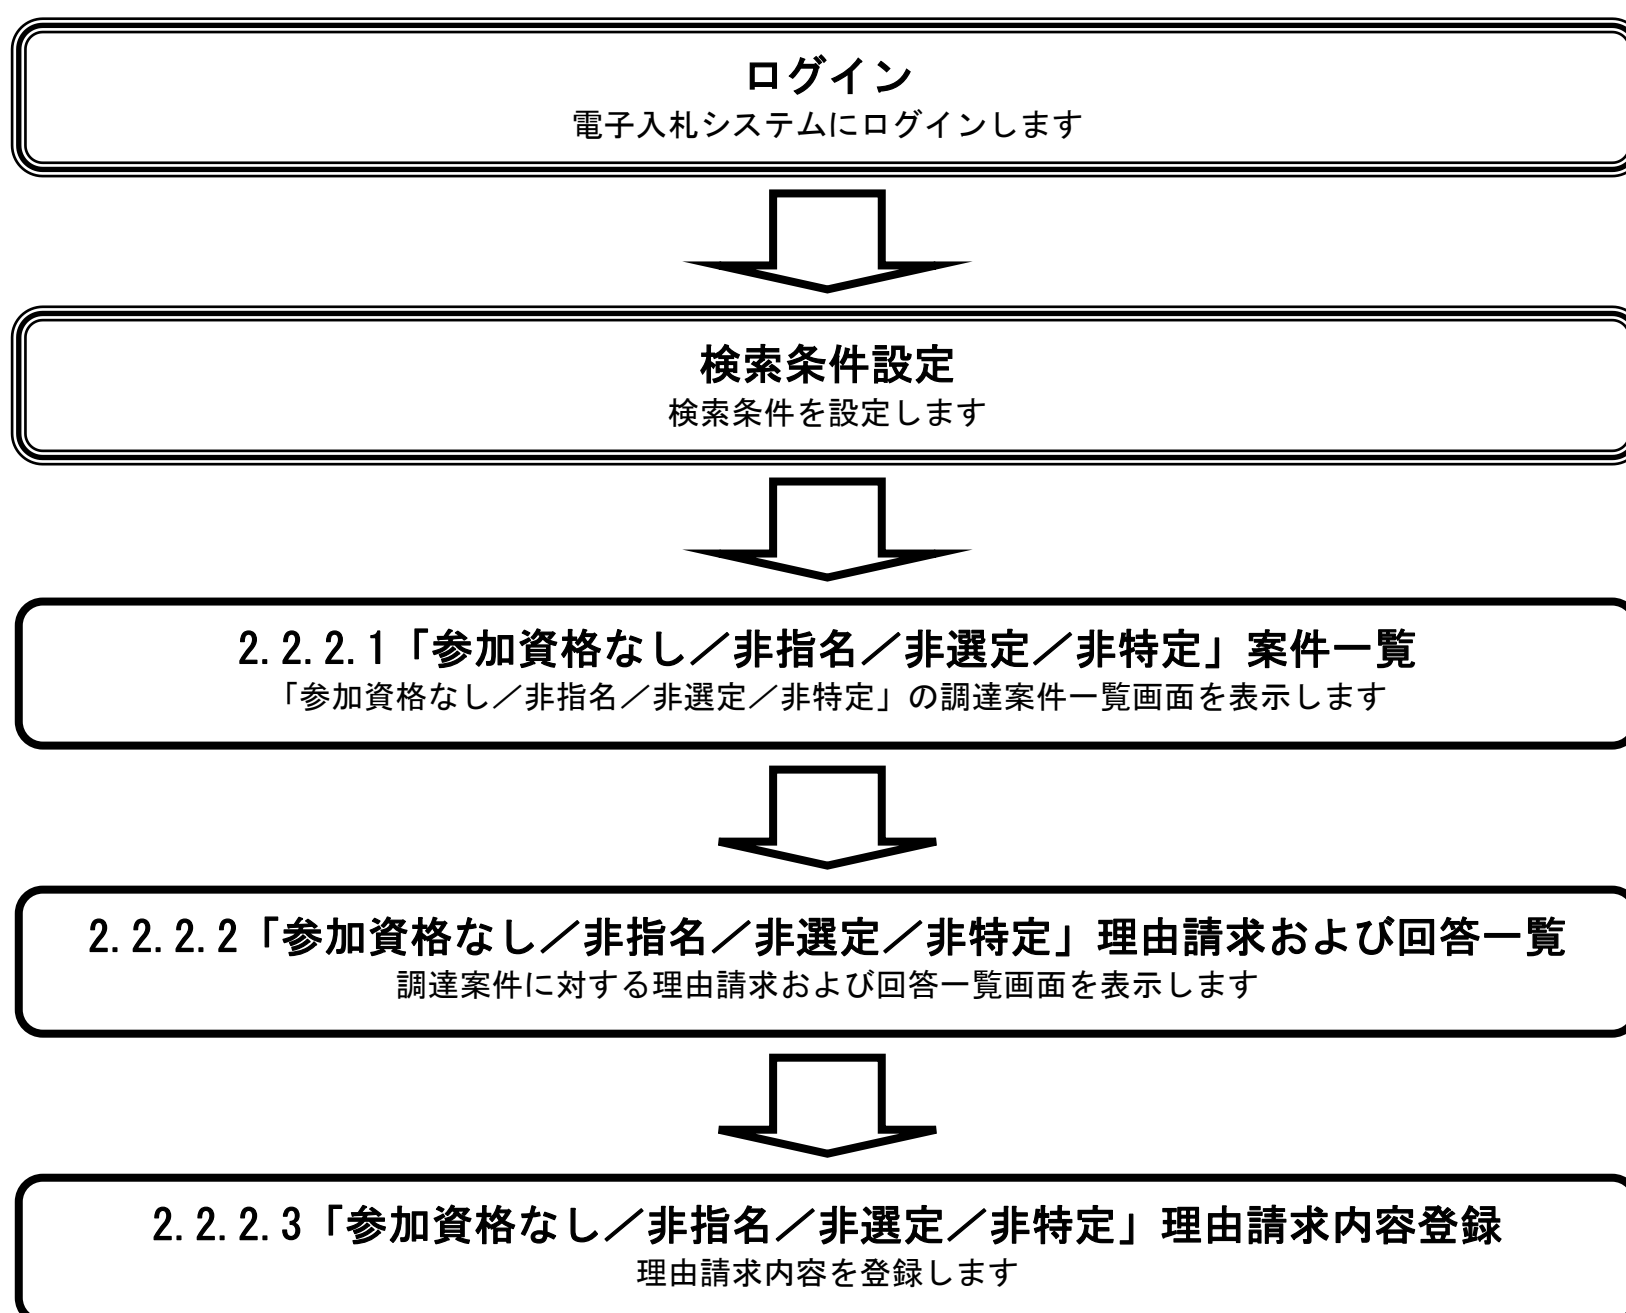 ログイン
電子入札システムにログインします
検索条件設定
検索条件を設定します
2.2.2.1「参加資格なし／非指名／非選定／非特定」案件一覧
「参加資格なし／非指名／非選定／非特定」の調達案件一覧画面を表示します
2.2.2.2「参加資格なし／非指名／非選定／非特定」理由請求および回答一覧
調達案件に対する理由請求および回答一覧画面を表示します
2.2.2.3「参加資格なし／非指名／非選定／非特定」理由請求内容登録
理由請求内容を登録します